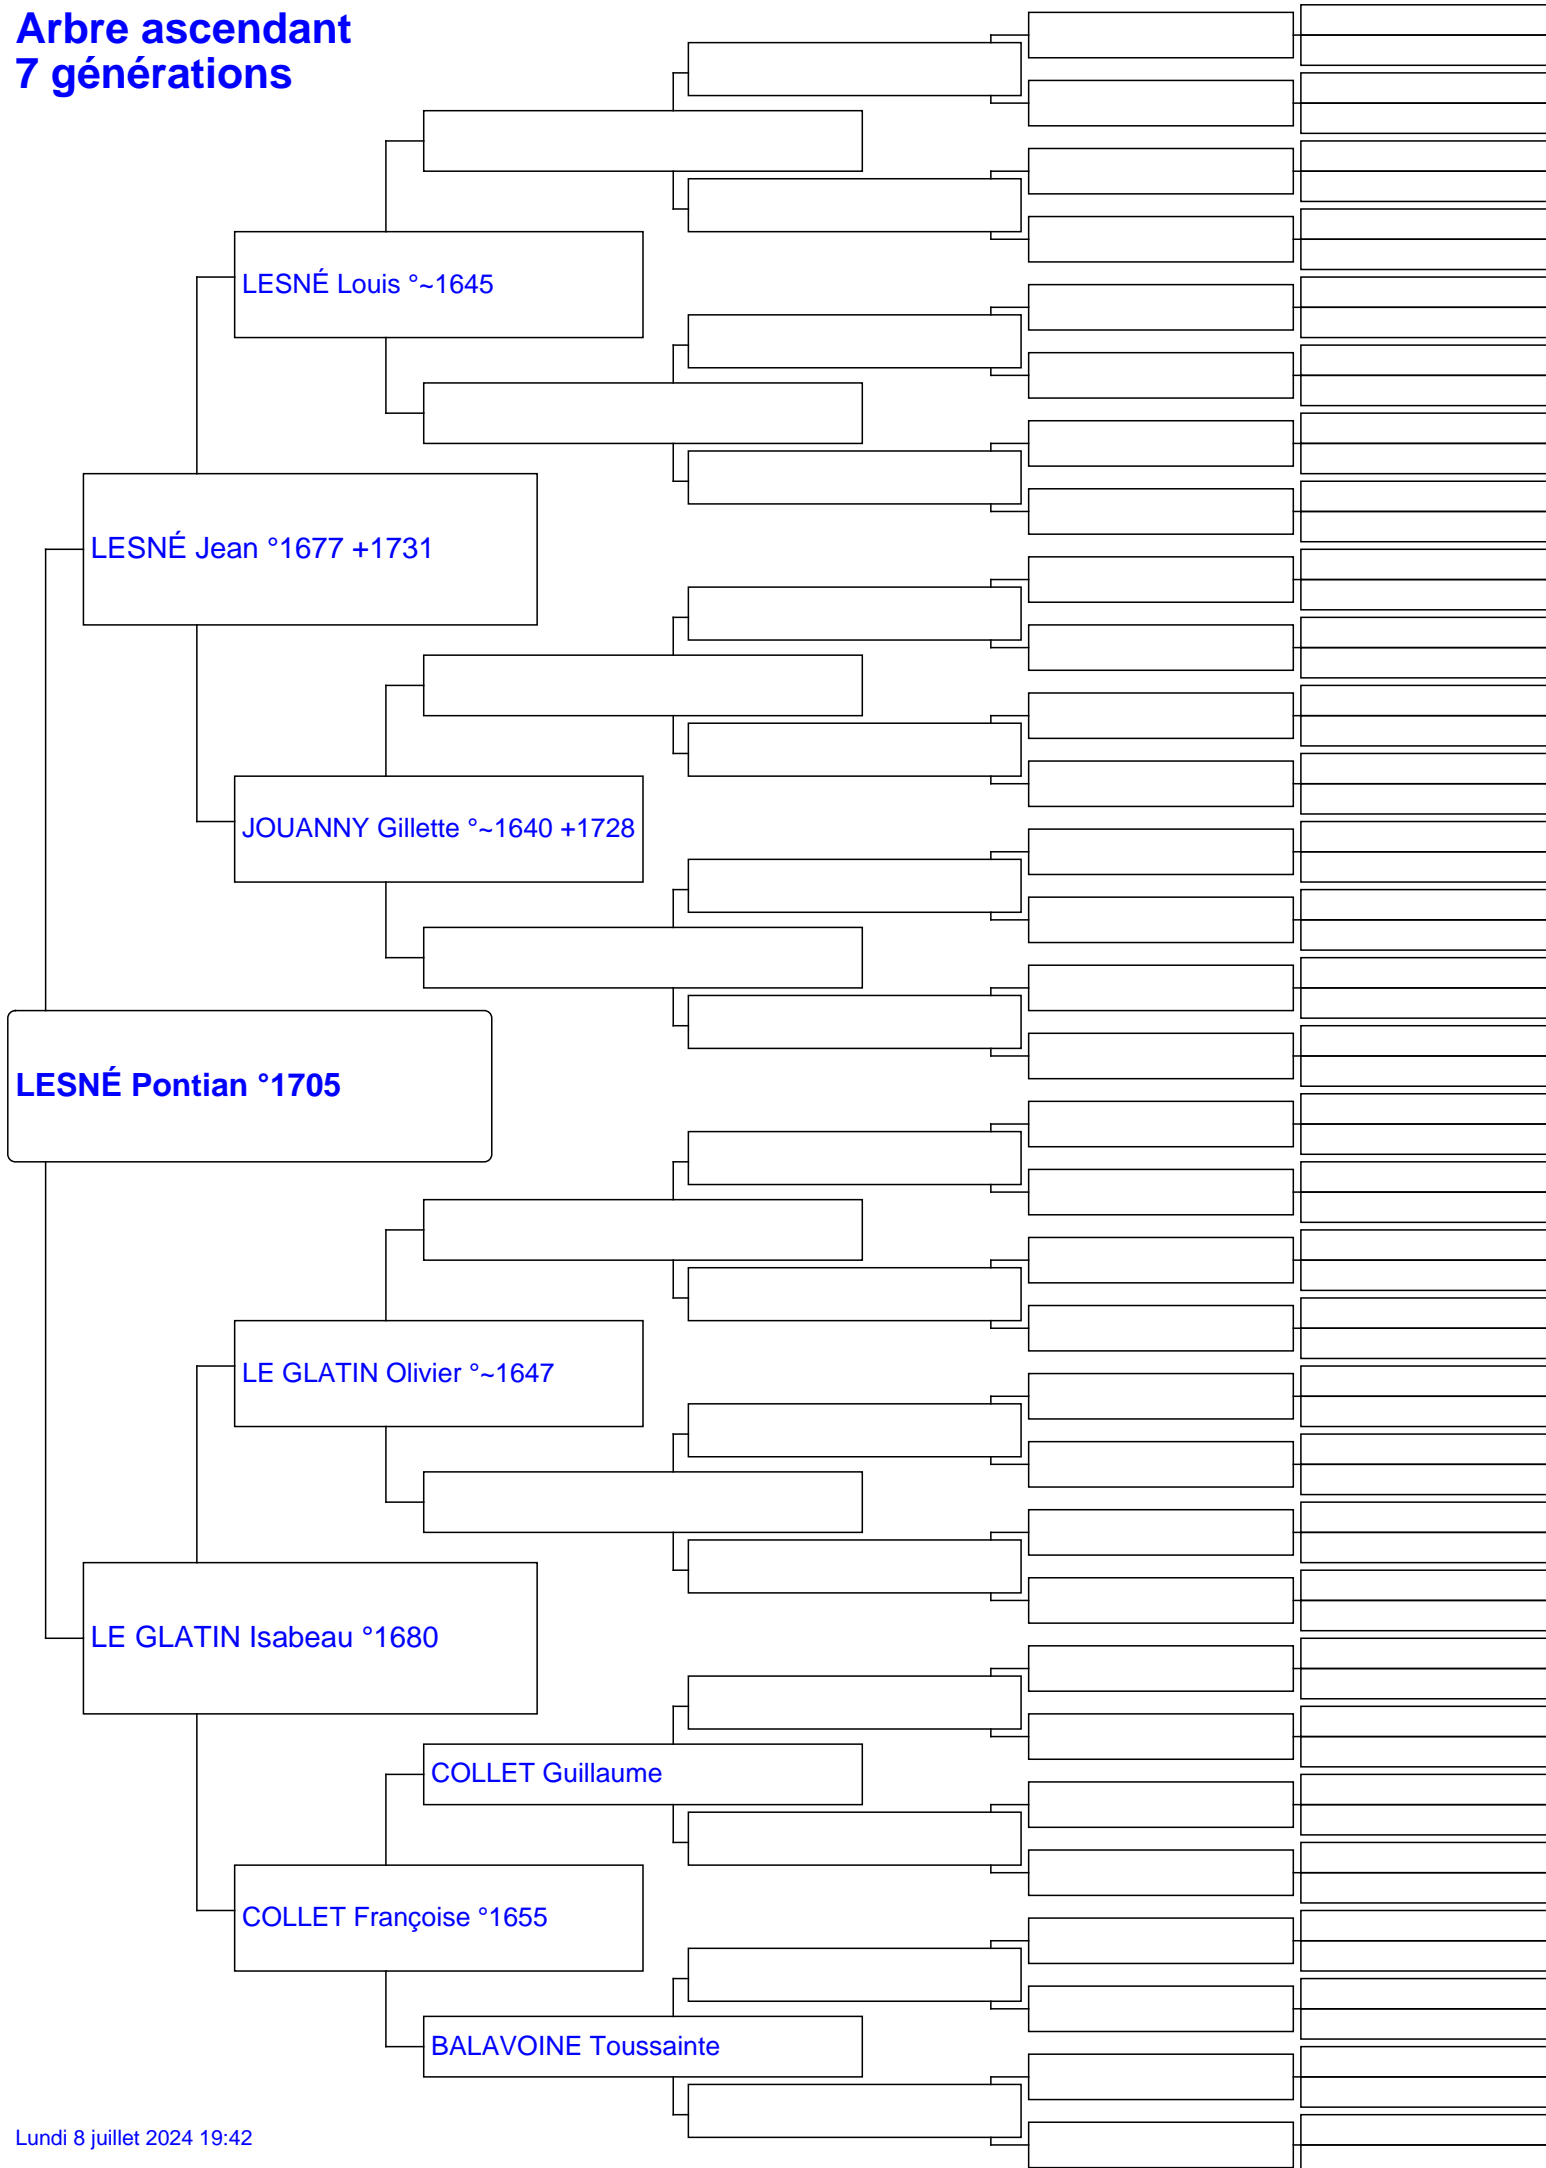 Arbre ascendant
7 générations
LESNÉ Louis °~1645
LESNÉ Jean °1677 +1731
JOUANNY Gillette °~1640 +1728
LESNÉ Pontian °1705
LE GLATIN Olivier °~1647
LE GLATIN Isabeau °1680
COLLET Guillaume
COLLET Françoise °1655
BALAVOINE Toussainte
Lundi 8 juillet 2024 19:42